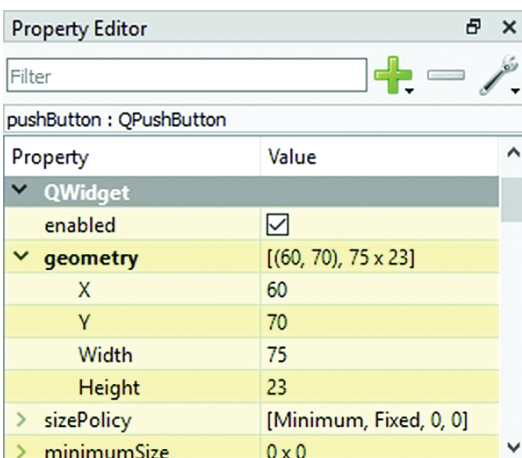 Property Editor
Filter
pushButton : QPushButton
Property Value
QWidget
enabled
geometry [(60, 70), 75 x 23]
X 60
Y 70
Width 75
Height 23
sizePolicy [Minimum, Fixed, 0, 0]
minimumSize 0 x 0